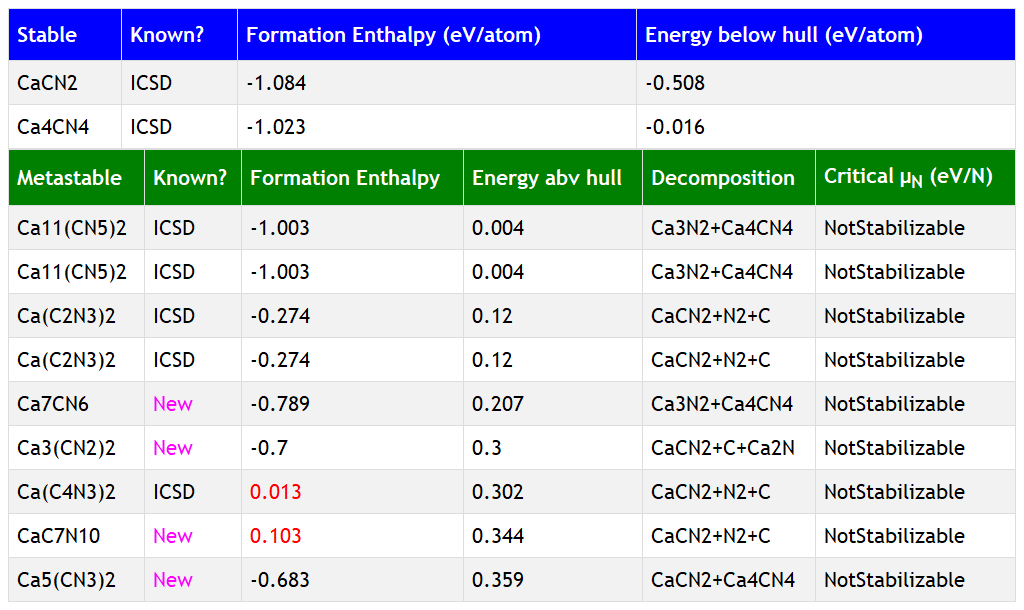 Stable Known? Formation Enthalpy (eV/atom) Energy below hull (eV/atom)
CaCN2 ICSD -1.084 -0.508
Ca4CN4 ICSD -1.023 -0.016
Metastable Known? Formation Enthalpy Energy abv hull Decomposition Critical μN (eV/N)
Ca11(CN5)2 ICSD -1.003 0.004 Ca3N2+Ca4CN4 NotStabilizable
Ca11(CN5)2 ICSD -1.003 0.004 Ca3N2+Ca4CN4 NotStabilizable
Ca(C2N3)2 ICSD -0.274 0.12 CaCN2+N2+C NotStabilizable
Ca(C2N3)2 ICSD -0.274 0.12 CaCN2+N2+C NotStabilizable
Ca7CN6 New -0.789 0.207 Ca3N2+Ca4CN4 NotStabilizable
Ca3(CN2)2 New -0.7 0.3 CaCN2+C+Ca2N NotStabilizable
Ca(C4N3)2 ICSD 0.013 0.302 CaCN2+N2+C NotStabilizable
CaC7N10 New 0.103 0.344 CaCN2+N2+C NotStabilizable
Ca5(CN3)2 New -0.683 0.359 CaCN2+Ca4CN4 NotStabilizable